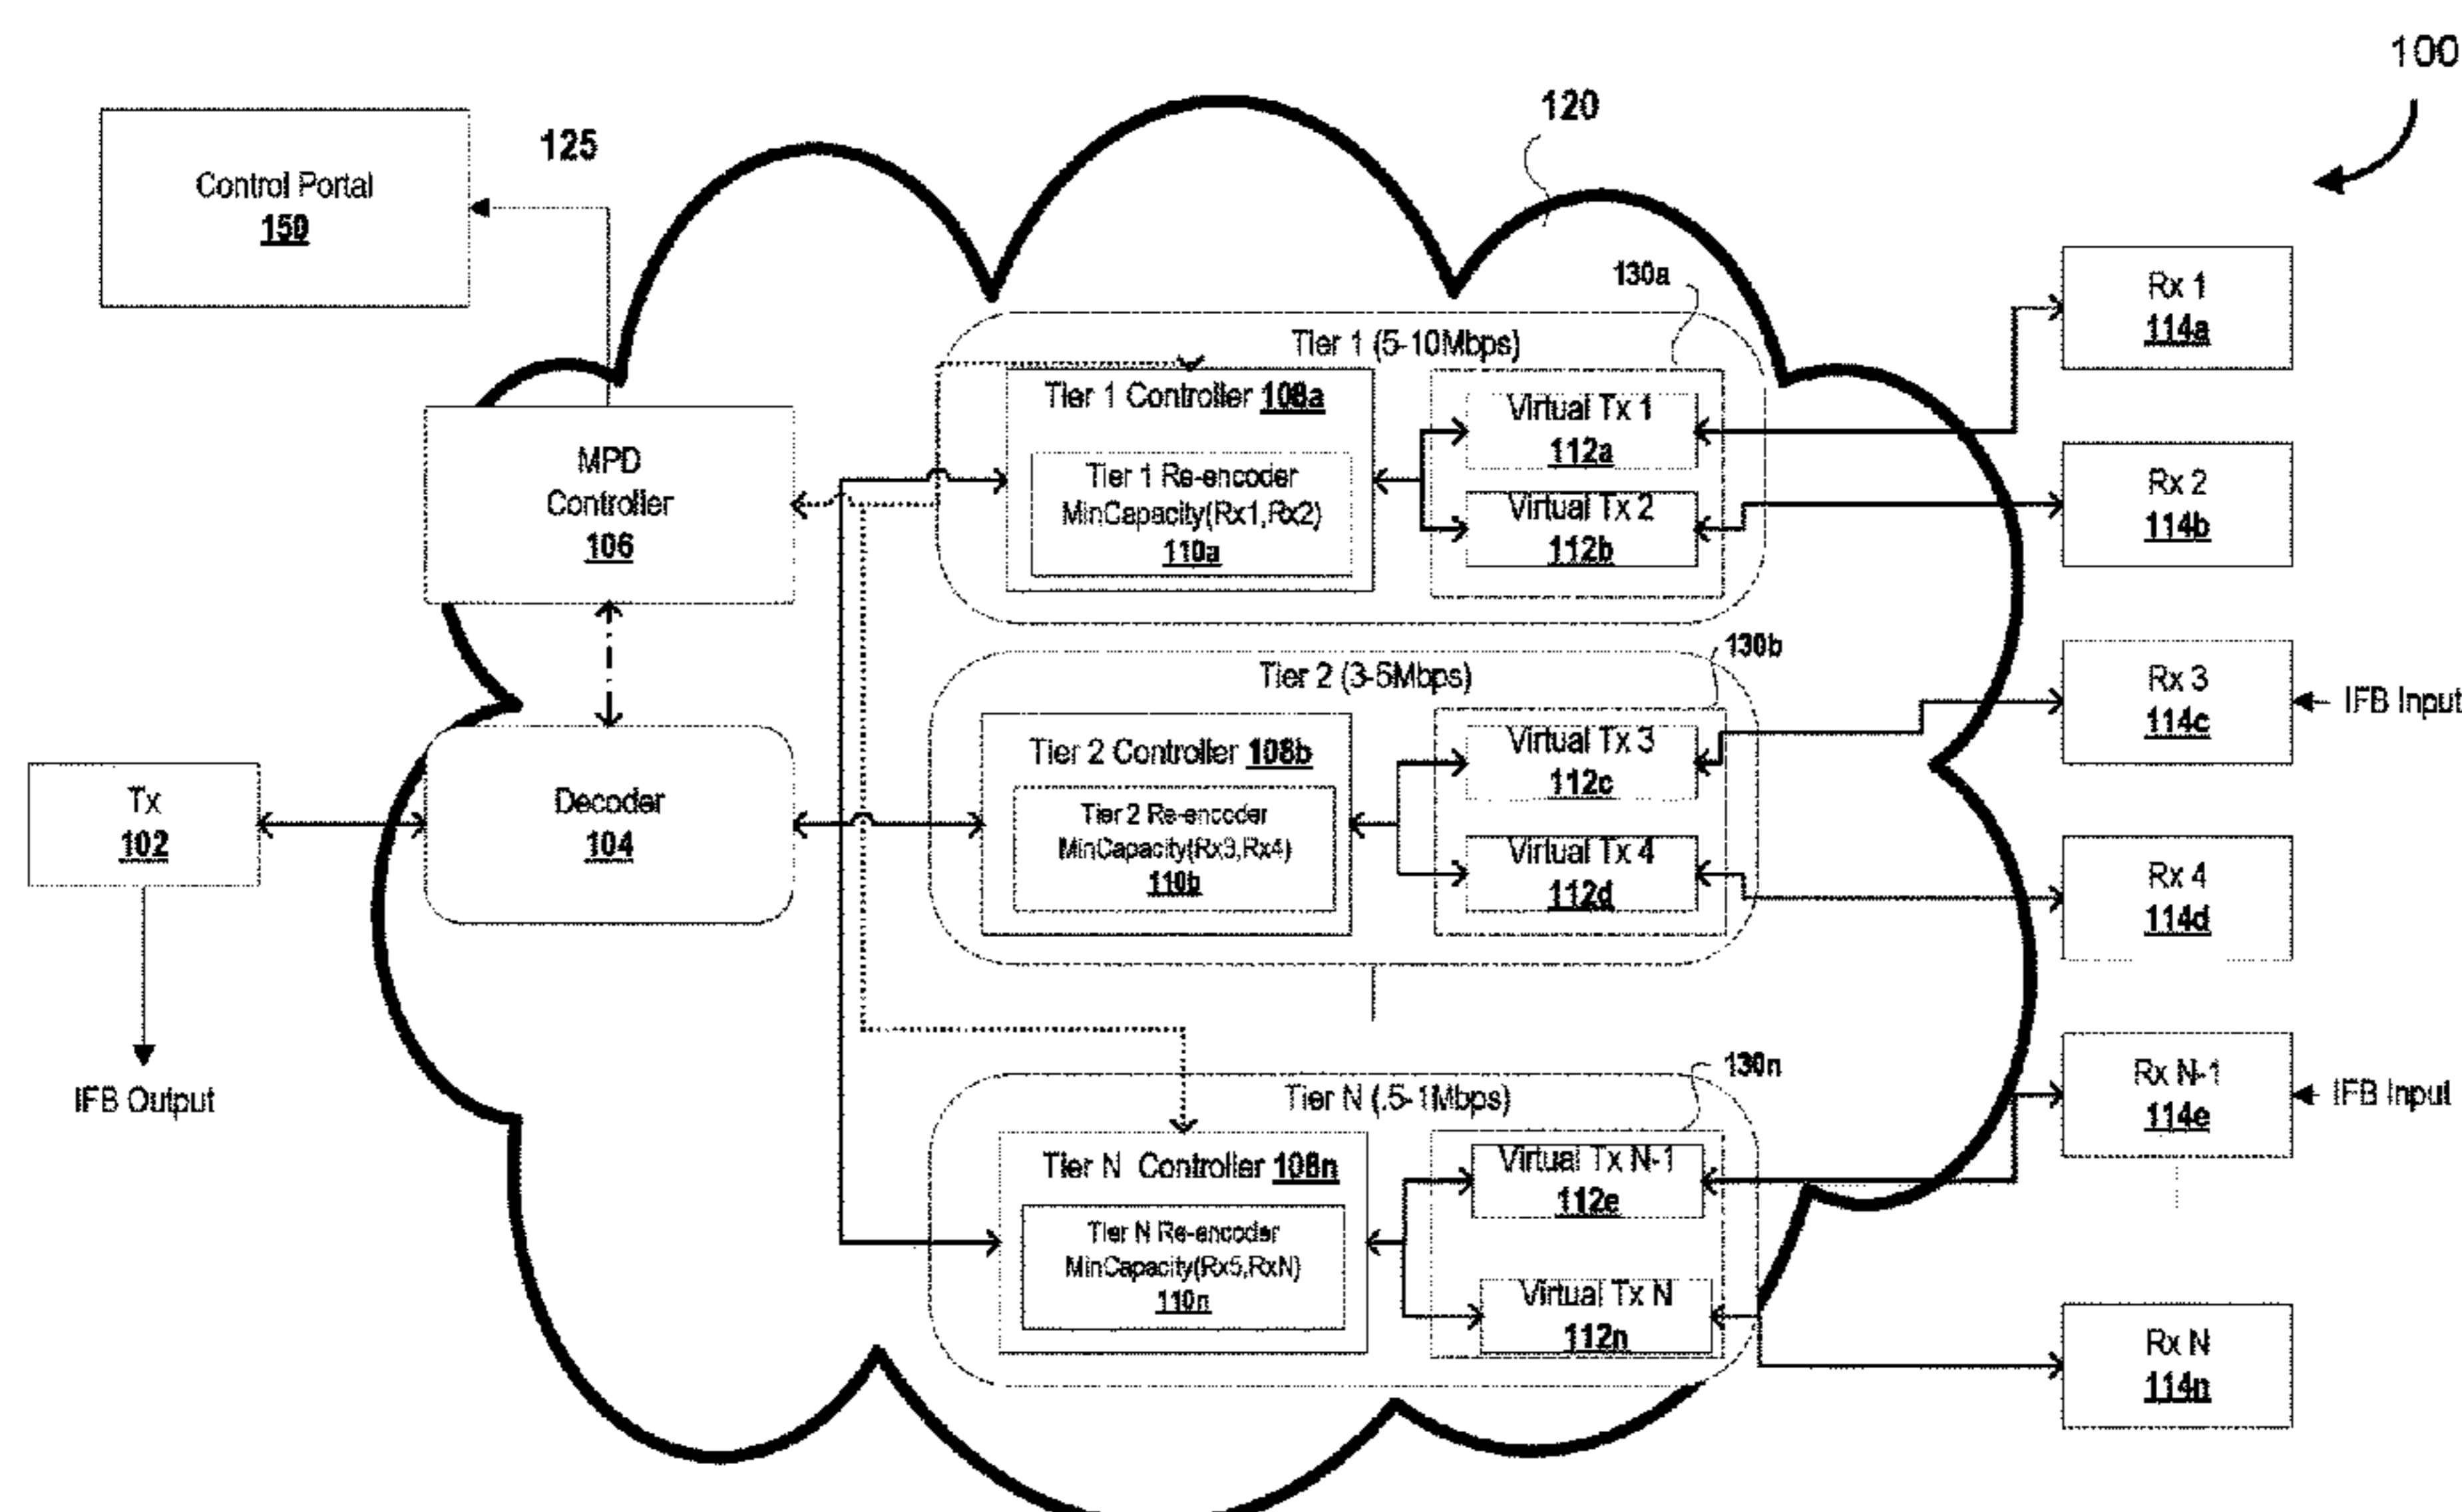 100
120
125
Control Portal
150
130a
Tier 1 (5-10Mbps)
Tier 1 Controller 108a
Tier 1 Re-encoder
MinCapacity(Rx1,Rx2)
110a
Virtual Tx 1
112a
Virtual Tx 2
112b
Rx 1
114a
Rx 2
114b
MPD
Controller
106
130b
Tier 2 (3-5Mbps)
Tier 2 Controller 108b
Tier 2 Re-encoder
MinCapacity(Rx3,Rx4)
110b
Virtual Tx 3
112c
Virtual Tx 4
112d
Rx 3
114c
IFB Input
Rx 4
114d
Tx
102
Decoder
104
IFB Output
130n
Tier N (.5-1Mbps)
Tier N Controller 108n
Tier N Re-encoder
MinCapacity(Rx5,RxN)
110n
Virtual Tx N-1
112e
Virtual Tx N
112n
Rx N-1
114e
IFB Input
Rx N
114n